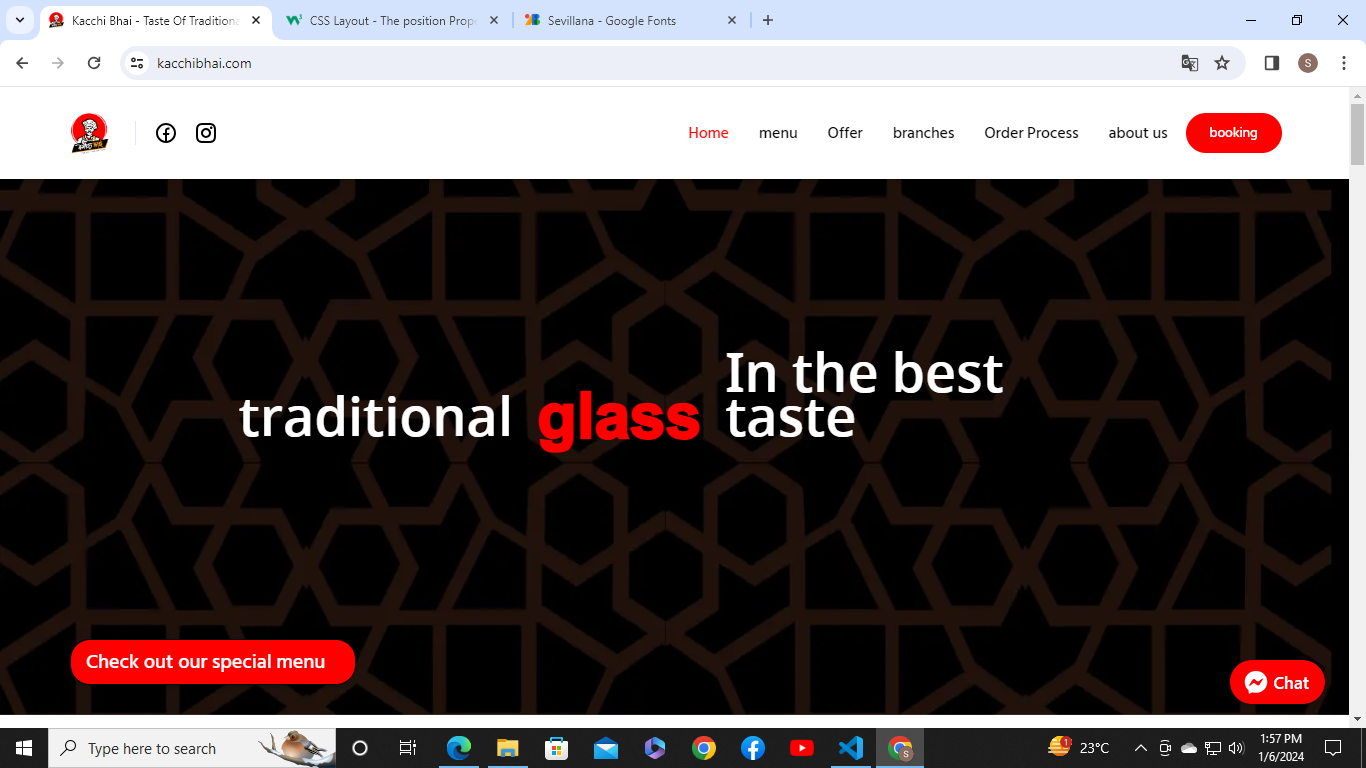 Kacchi Bhai - Taste Of Traditiona
CSS Layout - The position Prope
Sevillana - Google Fonts
kacchibhai.com
S
Home
menu
Offer
branches
Order Process
about us
booking
In the best
traditional glass taste
Check out our special menu
Chat
Type here to search
S
1
23°C
1:57 PM
1/6/2024